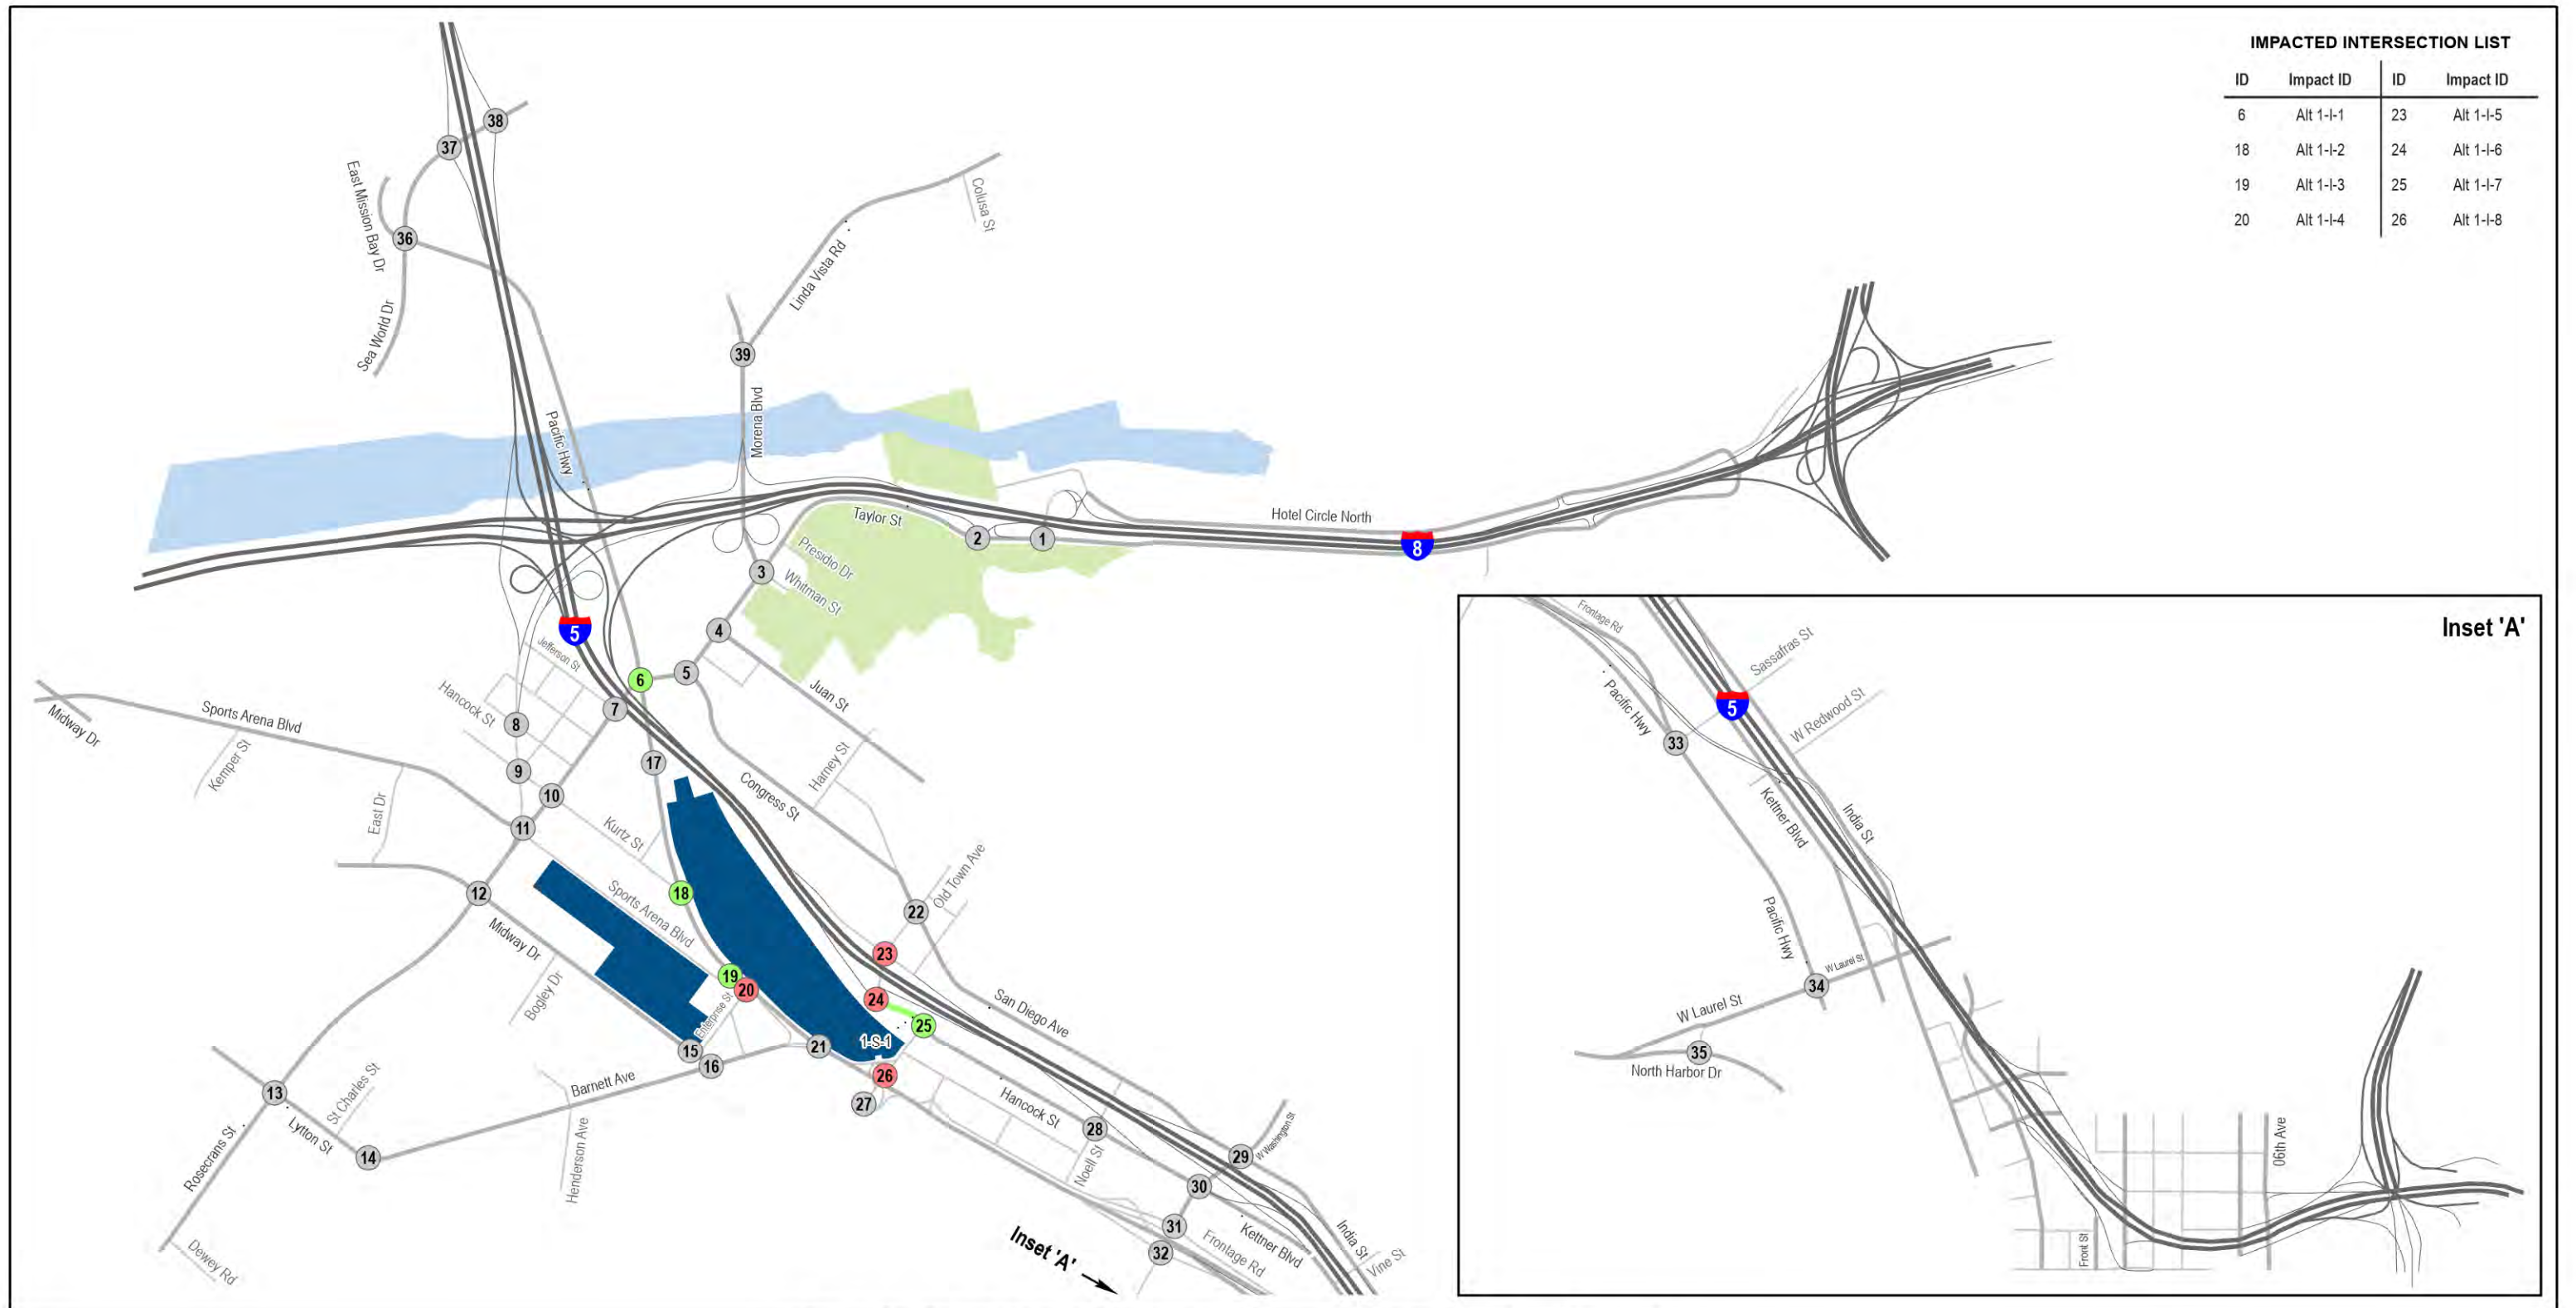 IMPACTED INTERSECTION LIST
ID Impact ID ID Impact ID
6 Alt 1-I-1 23 Alt 1-I-5
18 Alt 1-I-2 24 Alt 1-I-6
19 Alt 1-I-3 25 Alt 1-I-7
20 Alt 1-I-4 26 Alt 1-I-8
38
37
East Mission Bay Dr
36
Sea World Dr
Colusa St
Linda Vista Rd
39
Morena Blvd
Pacific Hwy
Taylor St
2
1
Hotel Circle North
8
3
Presidio Dr
Whitman St
4
5
Jefferson St
6
5
7
Juan St
Hancock St
8
Sports Arena Blvd
Midway Dr
Kemper St
9
17
Harney St
Congress St
10
East Dr
11
Kurtz St
12
18
Sports Arena Blvd
Old Town Ave
22
Midway Dr
23
19
20
24
Bogley Dr
Enterprise St
25
San Diego Ave
15
16
21
1-S-1
26
27
Barnett Ave
Hancock St
13
St Charles St
Lytton St
14
Henderson Ave
28
Noell St
29
W Washington St
30
Rosecrans St
31
32
Dewey Rd
Frontage Rd
Kettner Blvd
India St
Vine St
Inset 'A'
Inset 'A'
Frontage Rd
Sassafras St
5
Pacific Hwy
W Redwood St
33
Kettner Blvd
India St
Pacific Hwy
W Laurel St
34
W Laurel St
35
North Harbor Dr
06th Ave
Front St